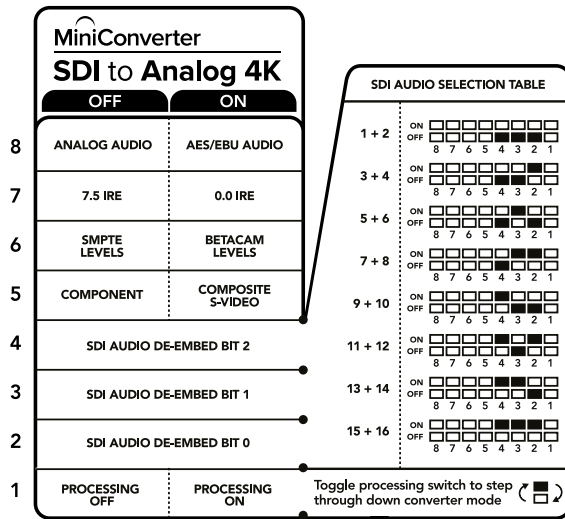 MiniConverter
SDI to Analog 4K
OFF ON
8 ANALOG AUDIO AES/EBU AUDIO
7 7.5 IRE 0.0 IRE
6 SMPTE LEVELS BETACAM LEVELS
5 COMPONENT COMPOSITE S-VIDEO
4 SDI AUDIO DE-EMBED BIT 2
3 SDI AUDIO DE-EMBED BIT 1
2 SDI AUDIO DE-EMBED BIT 0
1 PROCESSING OFF PROCESSING ON
SDI AUDIO SELECTION TABLE
1 + 2
ON
OFF
8 7 6 5 4 3 2 1
3 + 4
ON
OFF
8 7 6 5 4 3 2 1
5 + 6
ON
OFF
8 7 6 5 4 3 2 1
7 + 8
ON
OFF
8 7 6 5 4 3 2 1
9 + 10
ON
OFF
8 7 6 5 4 3 2 1
11 + 12
ON
OFF
8 7 6 5 4 3 2 1
13 + 14
ON
OFF
8 7 6 5 4 3 2 1
15 + 16
ON
OFF
8 7 6 5 4 3 2 1
Toggle processing switch to step
through down converter mode